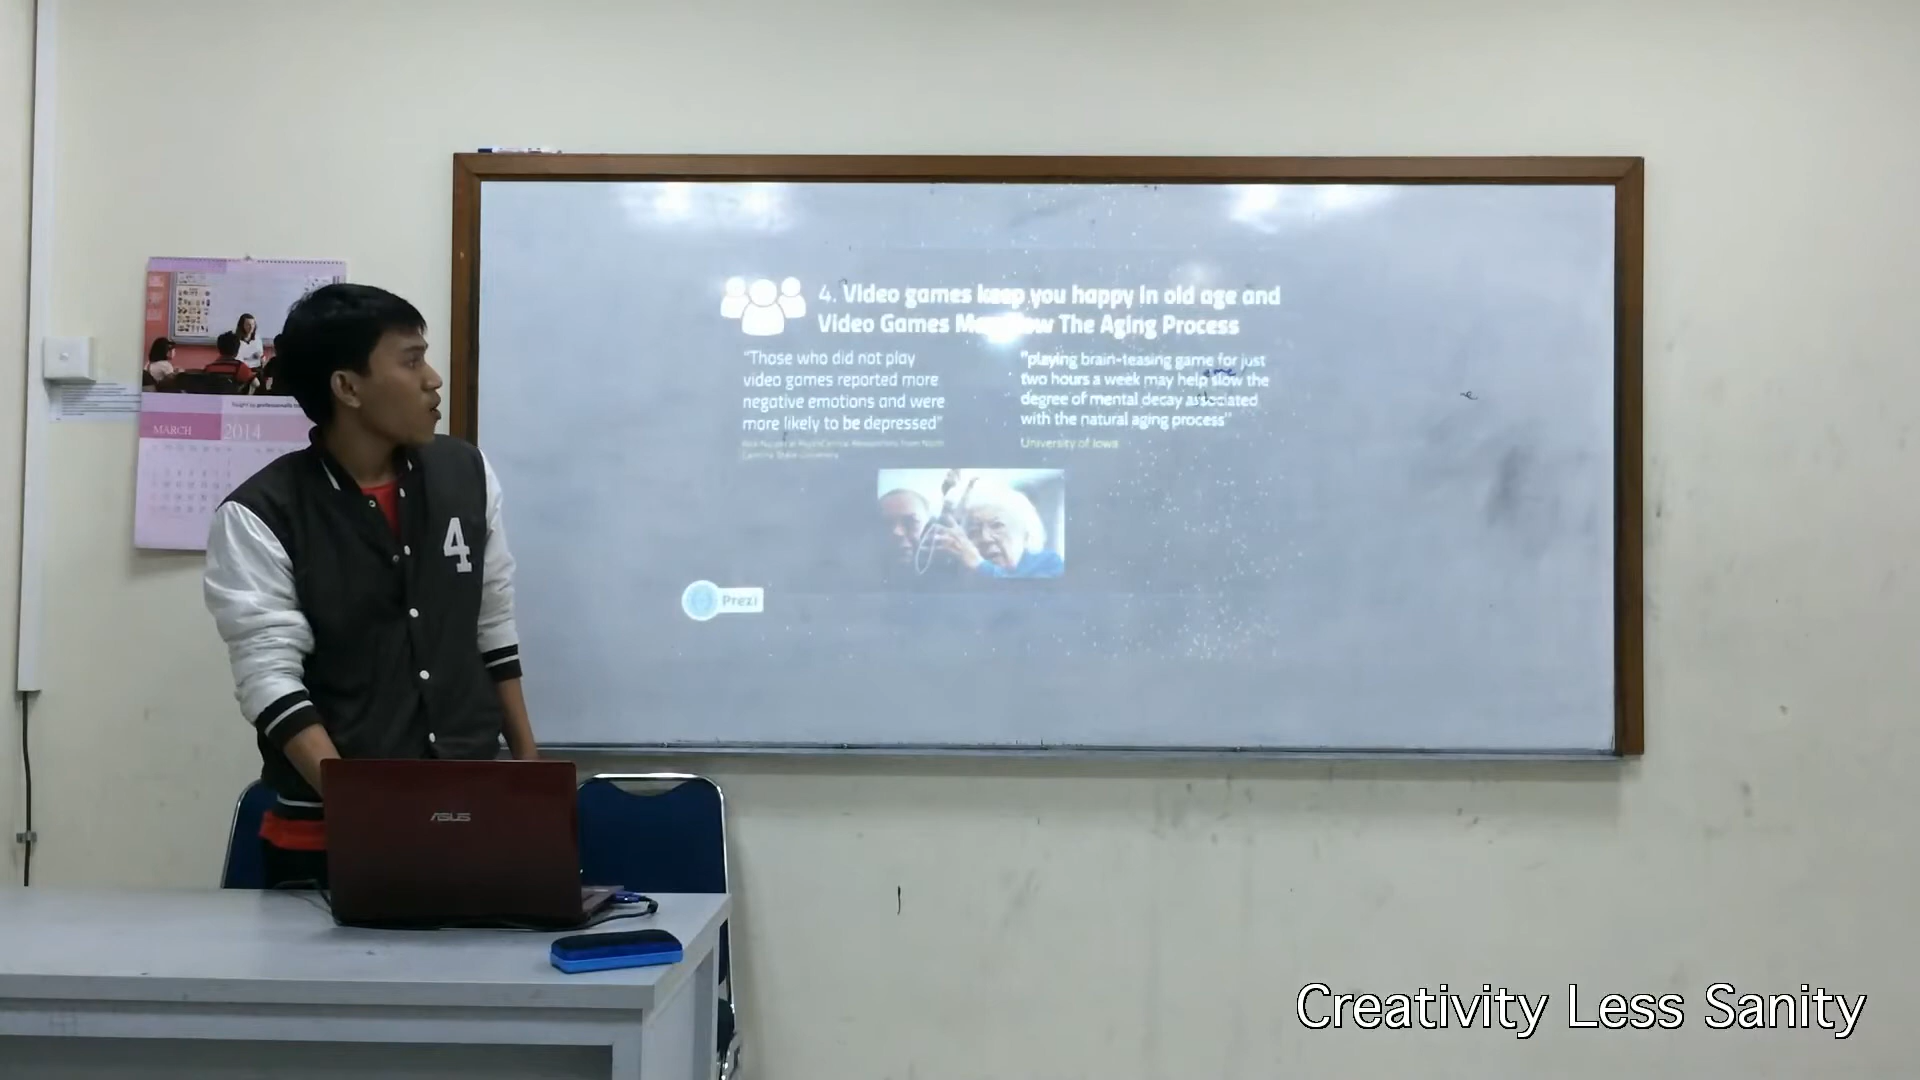 4. Video games keep you happy in old age and
Video Games May Slow The Aging Process
"Those who did not play
video games reported more
negative emotions and were
more likely to be depressed"
"playing brain-teasing game for just
two hours a week may help slow the
degree of mental decay associated
with the natural aging process"
University of Iowa
Prezi
MARCH 2014
4
ASUS
Creativity Less Sanity